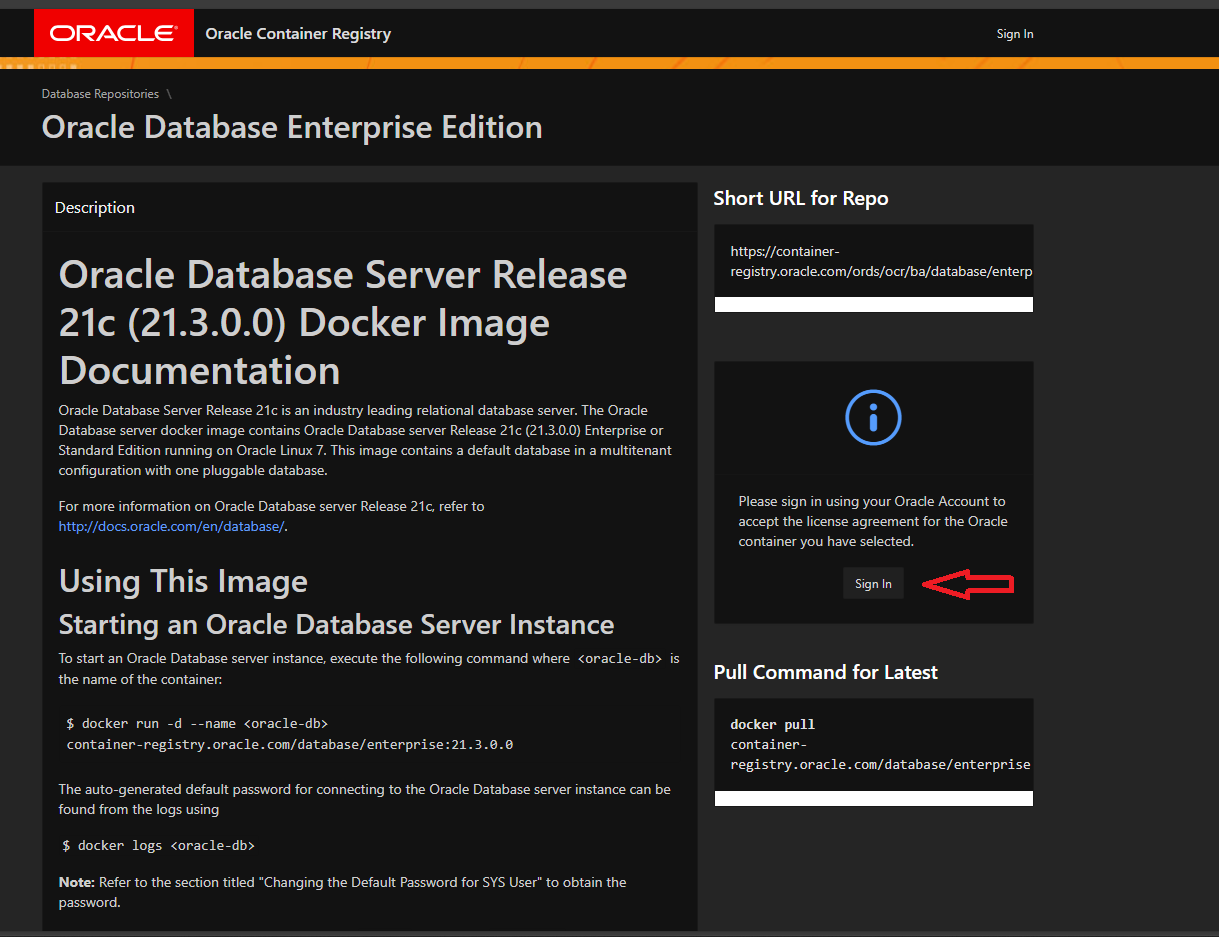 ORACLE
Oracle Container Registry
Sign In
Database Repositories \
Oracle Database Enterprise Edition
Description
Oracle Database Server Release
21c (21.3.0.0) Docker Image
Documentation
Oracle Database Server Release 21c is an industry leading relational database server. The Oracle
Database server docker image contains Oracle Database server Release 21c (21.3.0.0) Enterprise or
Standard Edition running on Oracle Linux 7. This image contains a default database in a multitenant
configuration with one pluggable database.
For more information on Oracle Database server Release 21c, refer to
http://docs.oracle.com/en/database/.
Using This Image
Starting an Oracle Database Server Instance
To start an Oracle Database server instance, execute the following command where <oracle-db> is
the name of the container:
$ docker run -d --name <oracle-db>
container-registry.oracle.com/database/enterprise:21.3.0.0
The auto-generated default password for connecting to the Oracle Database server instance can be
found from the logs using
$ docker logs <oracle-db>
Note: Refer to the section titled "Changing the Default Password for SYS User" to obtain the
password.
Short URL for Repo
https://container-
registry.oracle.com/ords/ocr/ba/database/enterp
Please sign in using your Oracle Account to
accept the license agreement for the Oracle
container you have selected.
Sign In
Pull Command for Latest
docker pull
container-
registry.oracle.com/database/enterprise